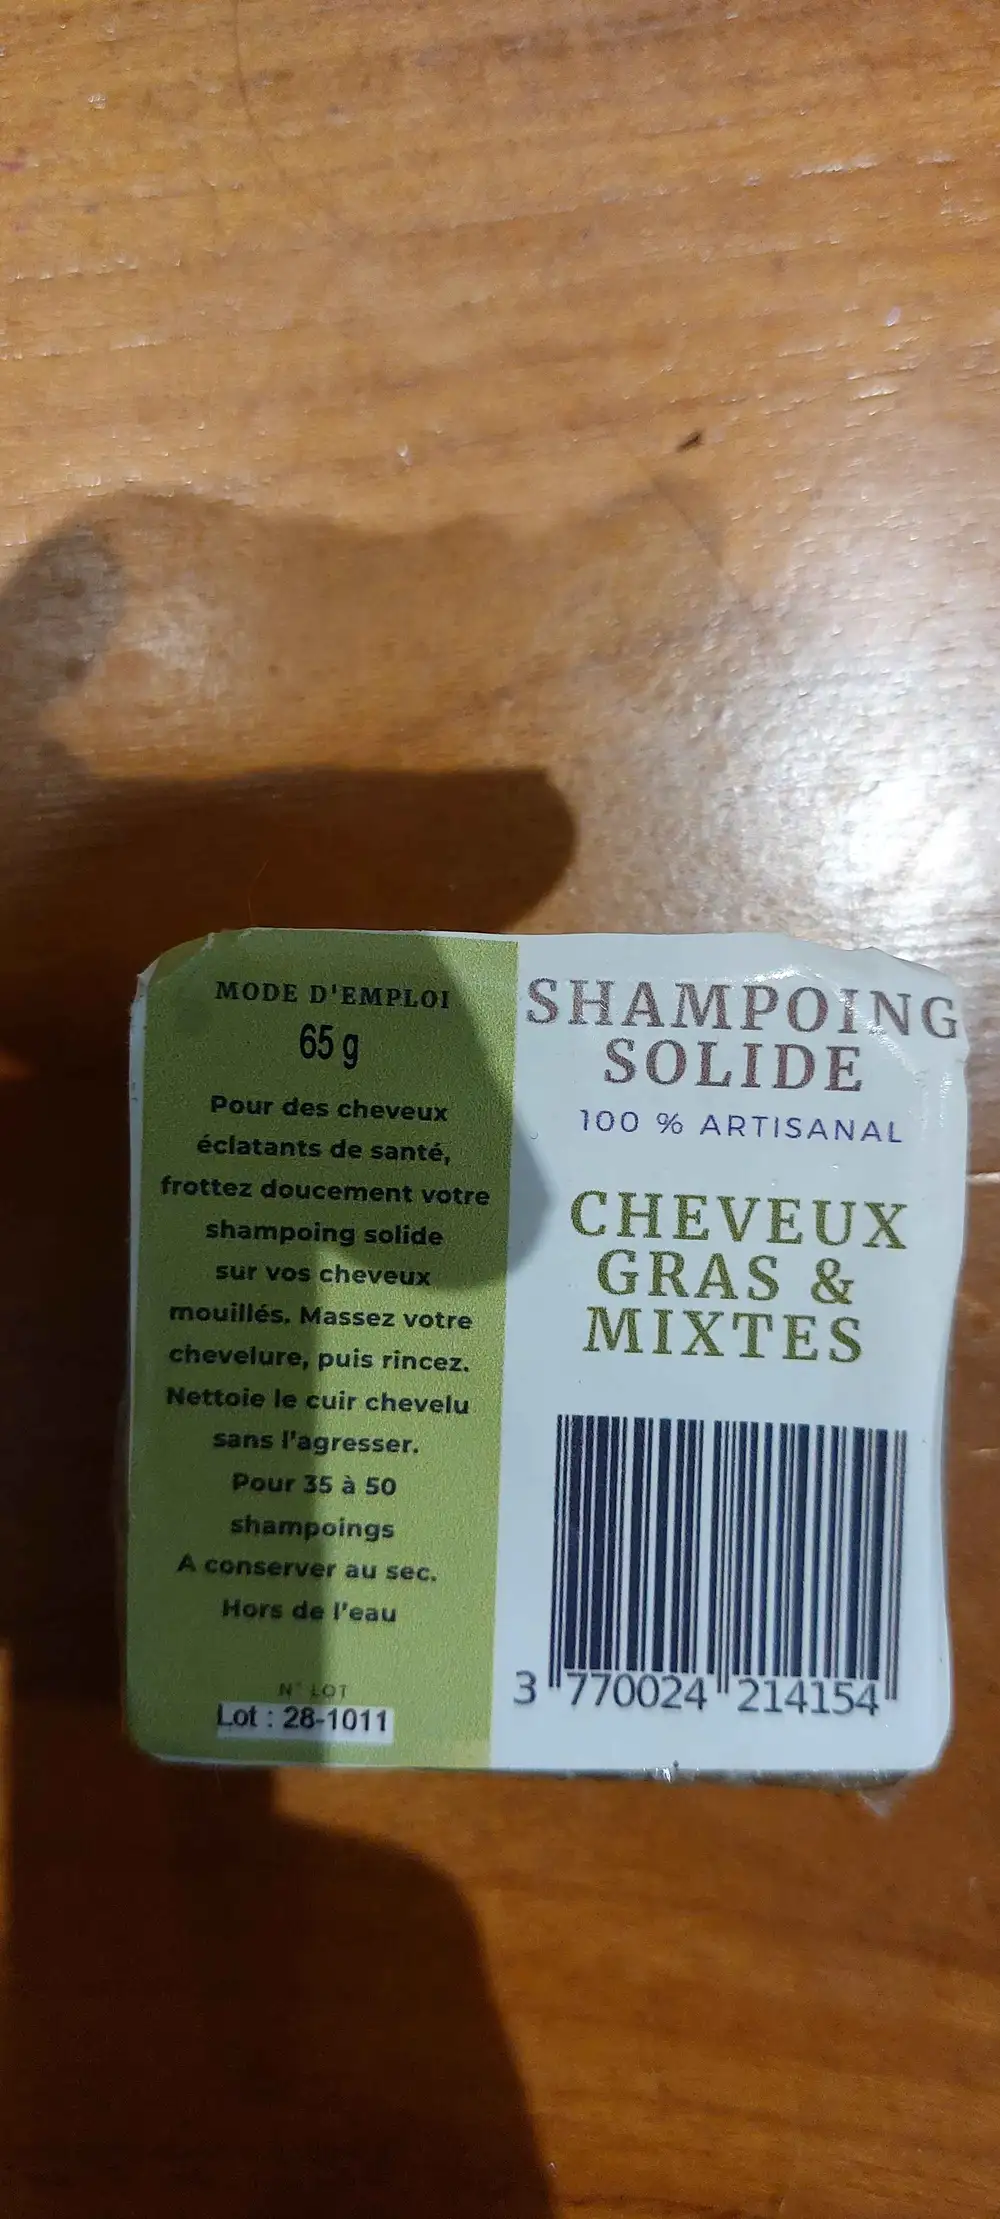 MODE D'EMPLOI
65 g
Pour des cheveux
éclatants de santé,
frottez doucement votre
shampoing solide
sur vos cheveux
mouillés. Massez votre
chevelure, puis rincez.
Nettoie le cuir chevelu
sans l'agresser.
Pour 35 à 50
shampoings
A conserver au sec.
Hors de l'eau
N° LOT
Lot : 28-1011
SHAMPOING
SOLIDE
100 % ARTISANAL
CHEVEUX
GRAS &
MIXTES
3 770024 214154